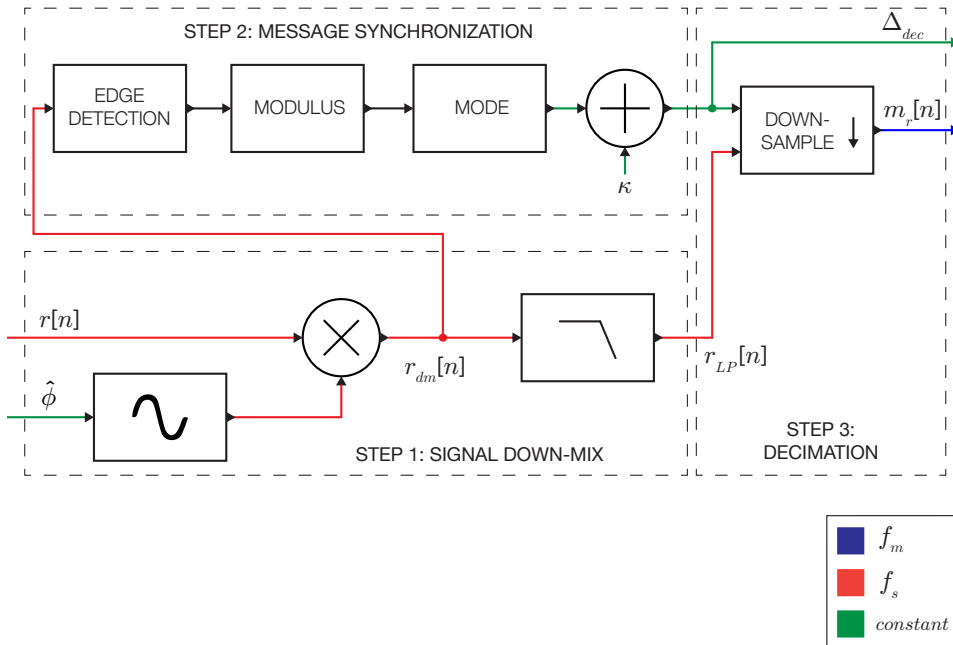 STEP 2: MESSAGE SYNCHRONIZATION
Δ_dec
EDGE
DETECTION
MODULUS
MODE
DOWN-
SAMPLE
m_r[n]
κ
r[n]
r_dm[n]
r_LP[n]
ϕ̂
STEP 1: SIGNAL DOWN-MIX
STEP 3:
DECIMATION
f_m
f_s
constant